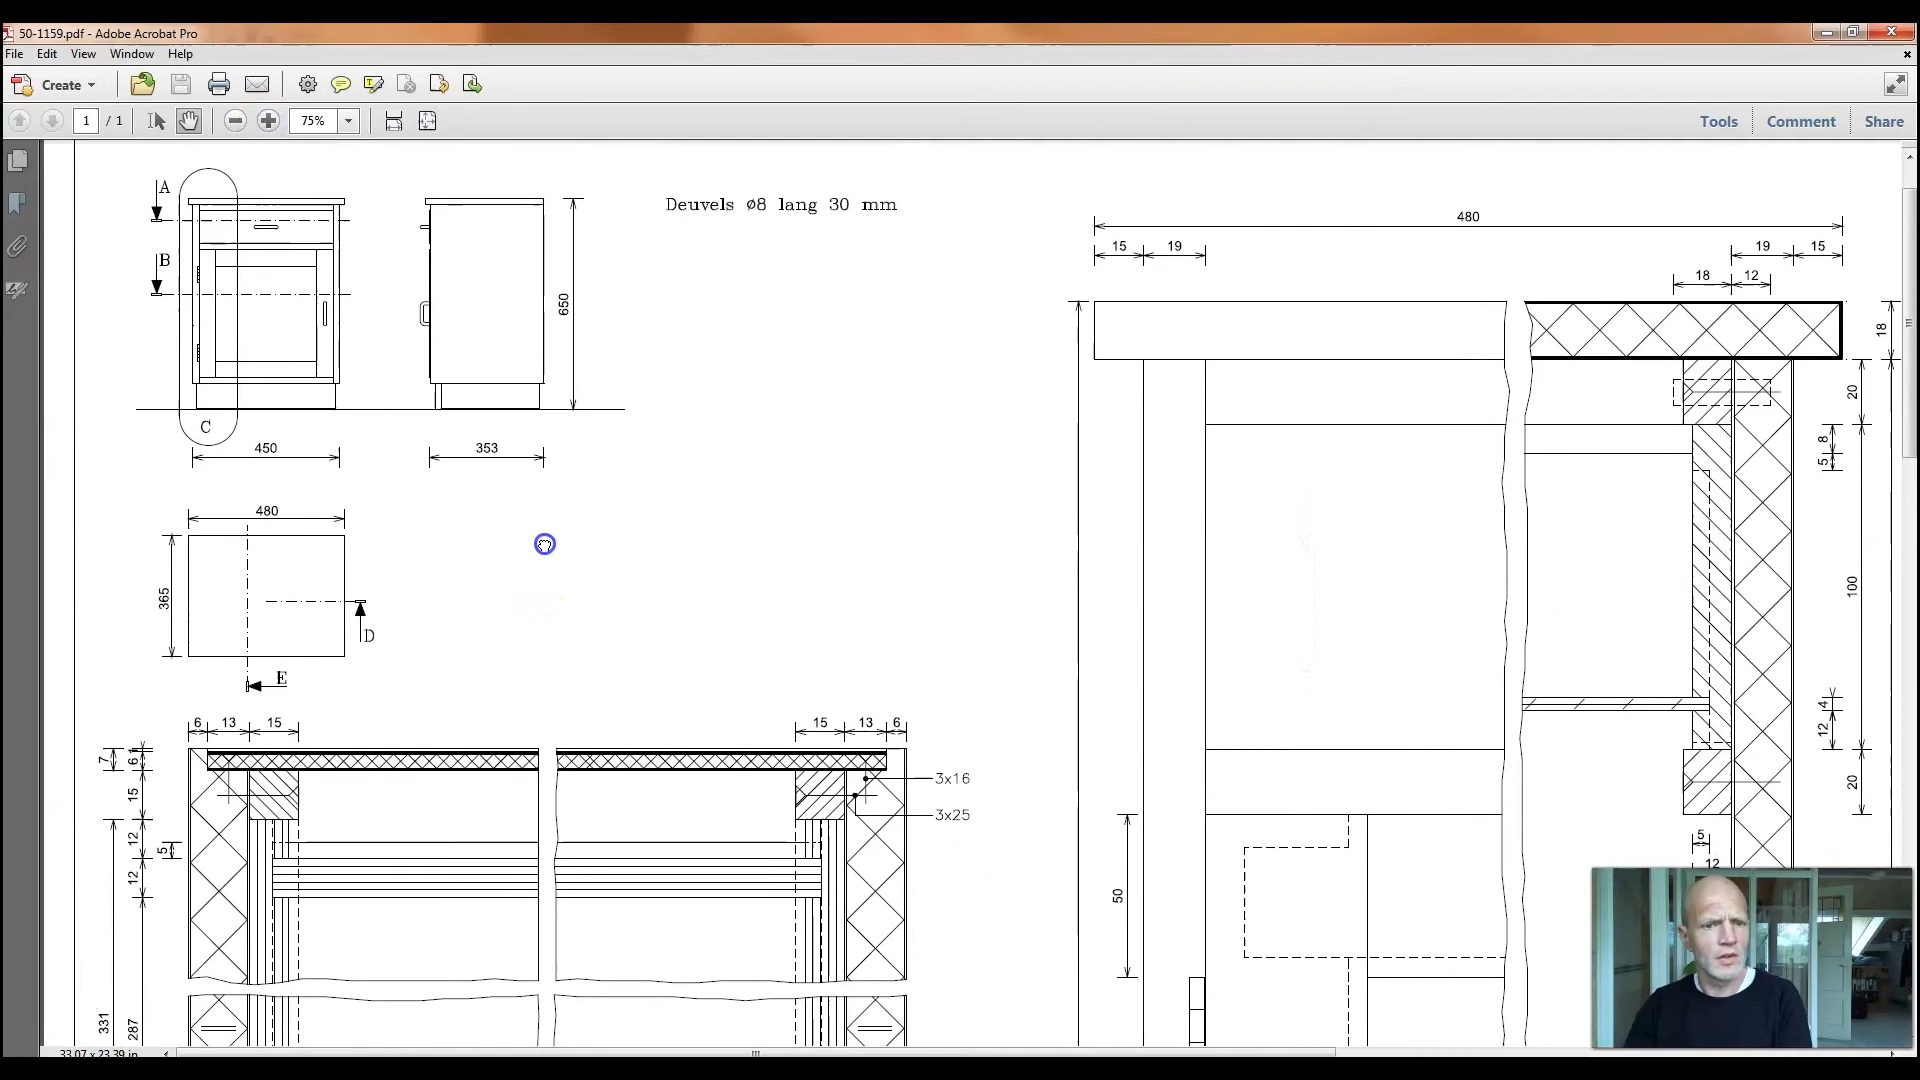 50-1159.pdf - Adobe Acrobat Pro
File Edit View Window Help
Create
1 / 1 75% Tools Comment Share
A
B
C
650
450
353
Deuvels ø8 lang 30 mm
480
365
D
E
6 13 15 15 13 6
7
6
1
15
12
5
12
331
287
3x16
3x25
480
15 19 19 15
18 12
18
20
8
5
100
4
12
20
5
12
50
33.07 x 23.39 in